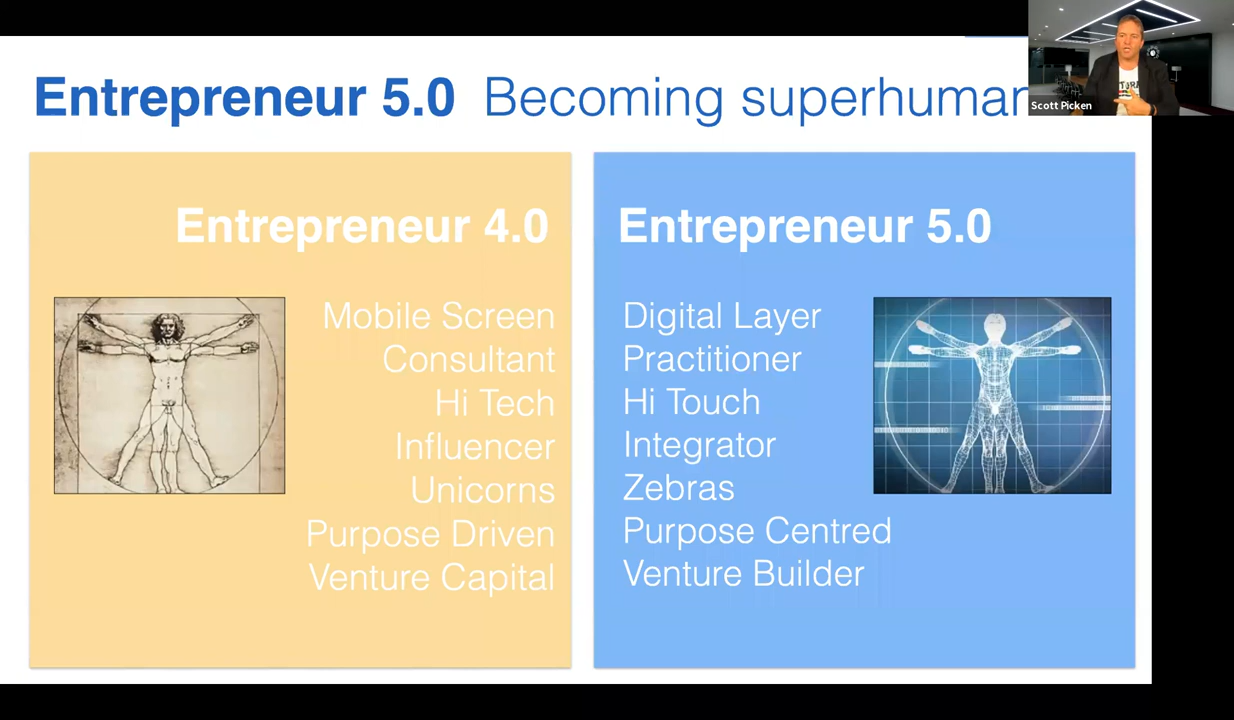 Entrepreneur 5.0 Becoming superhuman
Scott Picken
Entrepreneur 4.0
Mobile Screen
Consultant
Hi Tech
Influencer
Unicorns
Purpose Driven
Venture Capital
Entrepreneur 5.0
Digital Layer
Practitioner
Hi Touch
Integrator
Zebras
Purpose Centred
Venture Builder